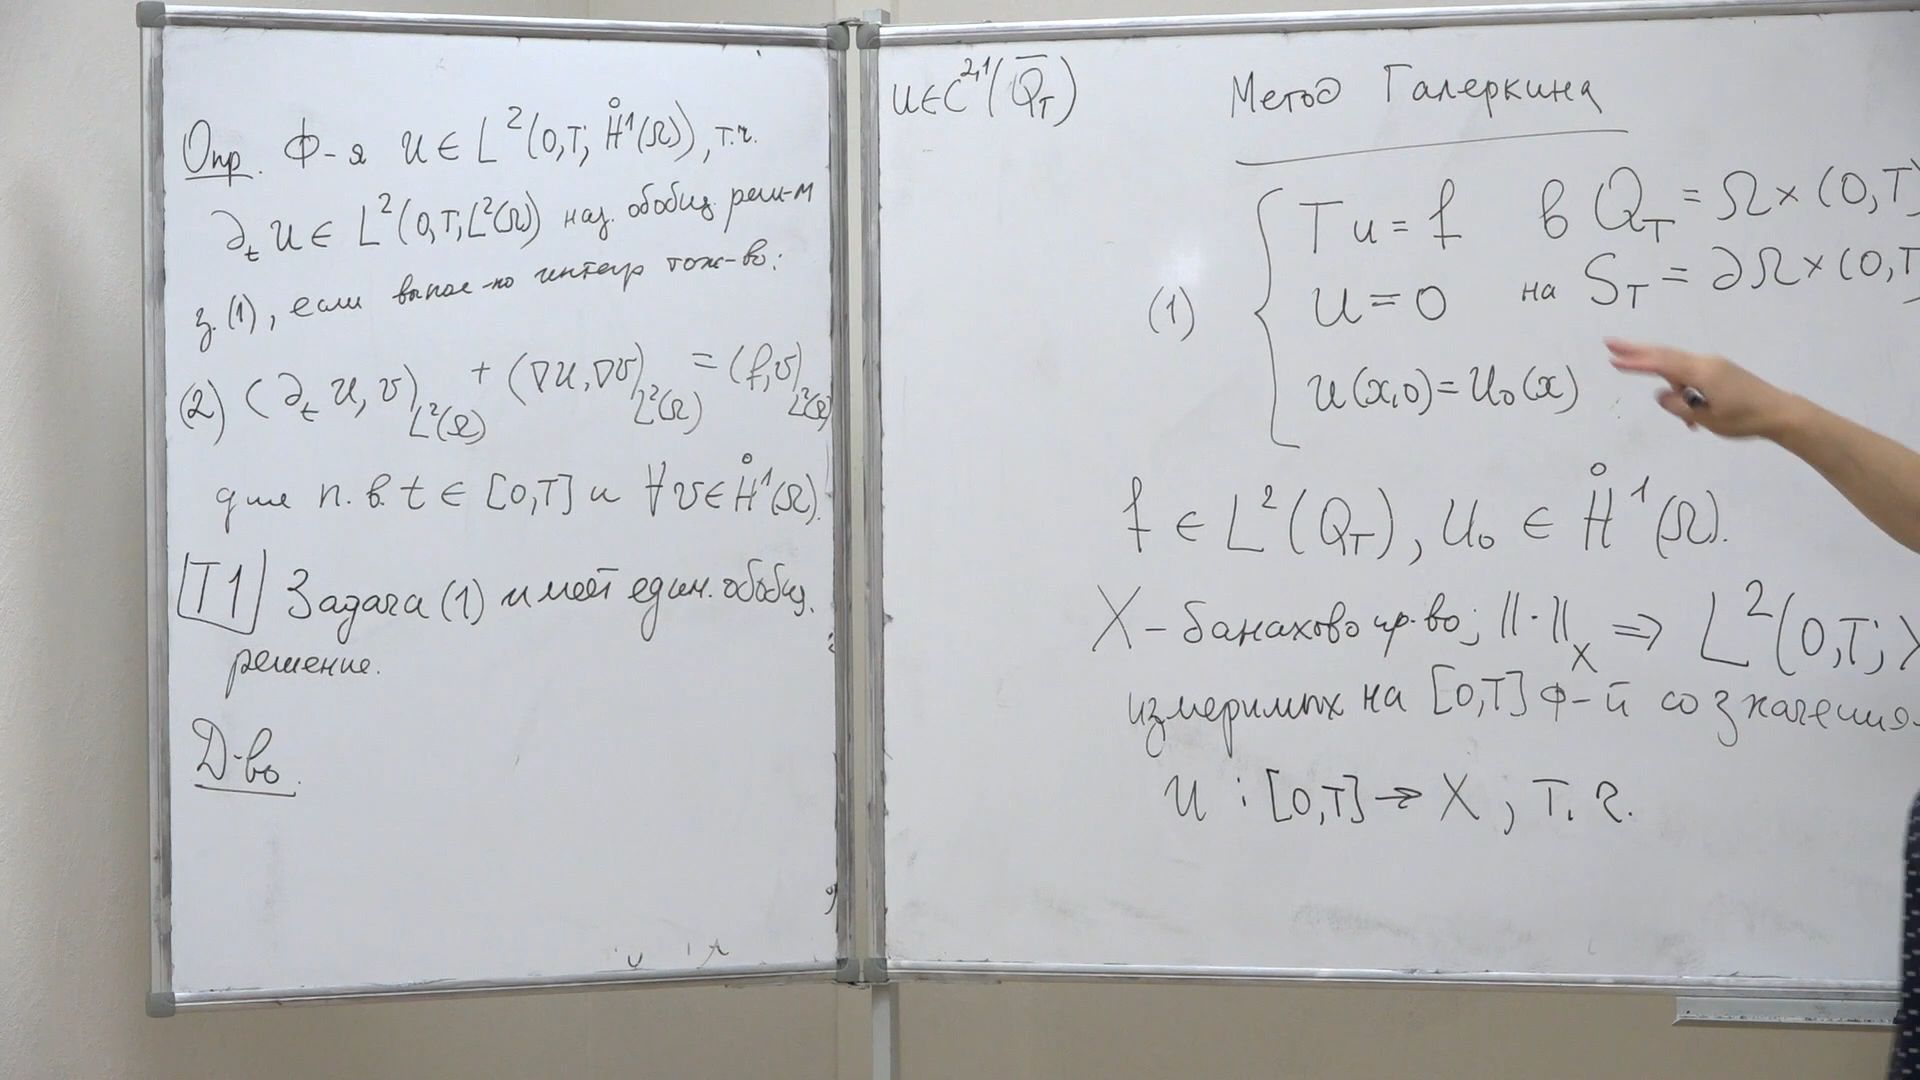 Опр. Ф-я u ∈ L²(0,T; H̊¹(Ω)), т.ч.
∂ₜu ∈ L²(0,T; L²(Ω)) наз. обобщ. реш-м
з. (1), если выпол-но интегр тож-во:
(2) (∂ₜu, v)_{L²(Ω)} + (∇u, ∇v)_{L²(Ω)} = (f, v)_{L²(Ω)}
для п.в. t ∈ [0,T] и ∀v ∈ H̊¹(Ω).
T1 Задача (1) имеет един. обобщ.
решение.
Д-во.
u ∈ C^{2,1}(Q̄_T)
Метод Галеркина
(1)
Tu = f в Q_T = Ω × (0,T)
u = 0 на S_T = ∂Ω × (0,T
u(x,0) = u₀(x)
f ∈ L²(Q_T), u₀ ∈ H̊¹(Ω).
X – банахово пр-во; ||·||_X ⇒ L²(0,T; X
измеримых на [0,T] ф-й со значения
u : [0,T] → X, т.ч.